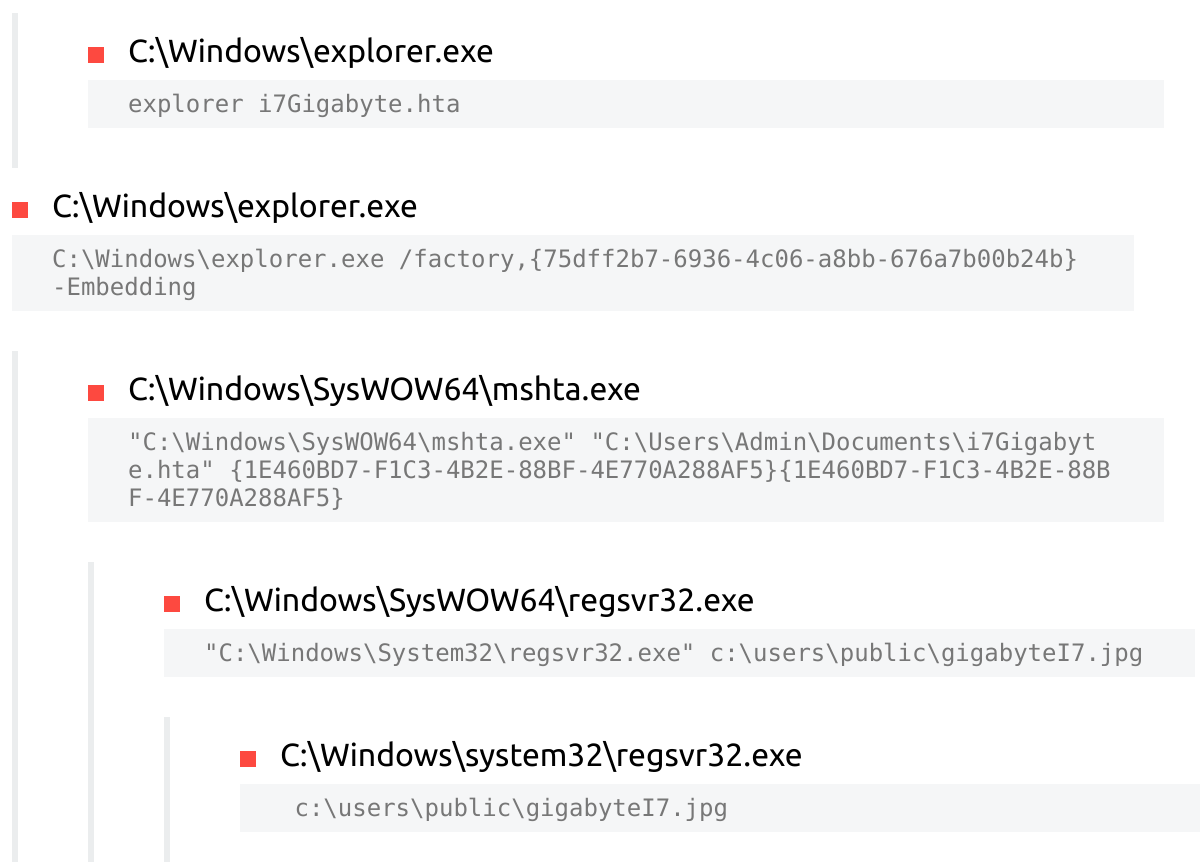 C:\Windows\explorer.exe
explorer i7Gigabyte.hta
C:\Windows\explorer.exe
C:\Windows\explorer.exe /factory,{75dff2b7-6936-4c06-a8bb-676a7b00b24b}
-Embedding
C:\Windows\SysWOW64\mshta.exe
"C:\Windows\SysWOW64\mshta.exe" "C:\Users\Admin\Documents\i7Gigabyt
e.hta" {1E460BD7-F1C3-4B2E-88BF-4E770A288AF5}{1E460BD7-F1C3-4B2E-88B
F-4E770A288AF5}
C:\Windows\SysWOW64\regsvr32.exe
"C:\Windows\System32\regsvr32.exe" c:\users\public\gigabyteI7.jpg
C:\Windows\system32\regsvr32.exe
c:\users\public\gigabyteI7.jpg